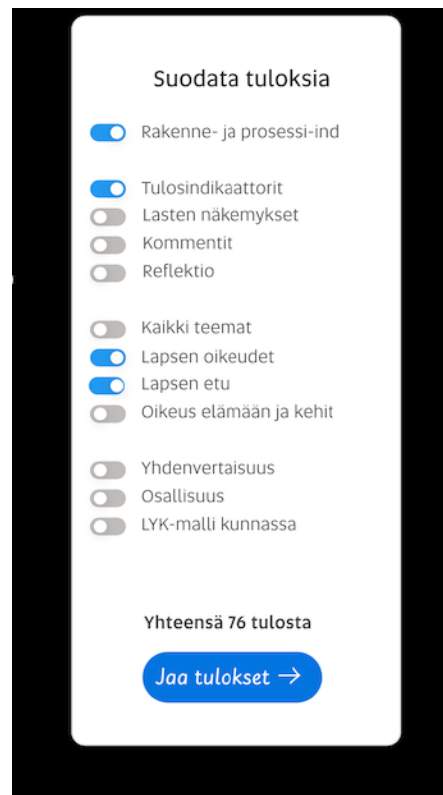 Suodata tuloksia
Rakenne- ja prosessi-ind
Tulosindikaattorit
Lasten näkemykset
Kommentit
Reflektio
Kaikki teemat
Lapsen oikeudet
Lapsen etu
Oikeus elämään ja kehit
Yhdenvertaisuus
Osallisuus
LYK-malli kunnassa
Yhteensä 76 tulosta
Jaa tulokset →